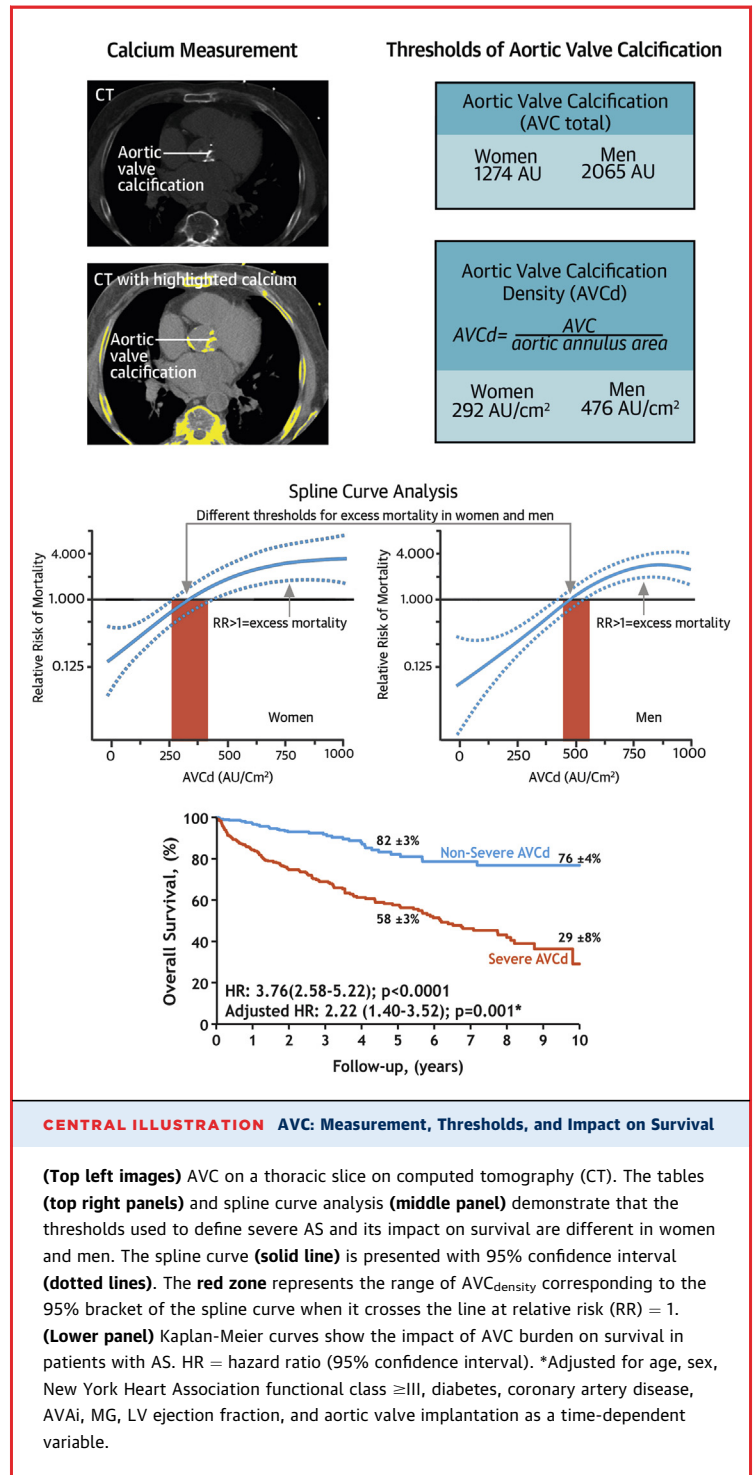 Calcium Measurement
CT
Aortic
valve
calcification
CT with highlighted calcium
Aortic
valve
calcification
Thresholds of Aortic Valve Calcification
Aortic Valve Calcification
(AVC total)
Women Men
1274 AU 2065 AU
Aortic Valve Calcification
Density (AVCd)
AVCd= AVC
aortic annulus area
Women Men
292 AU/cm² 476 AU/cm²
Spline Curve Analysis
Different thresholds for excess mortality in women and men
Relative Risk of Mortality
4.000
1.000
0.125
RR>1=excess mortality
Women
0 250 500 750 1000
AVCd (AU/Cm²)
Relative Risk of Mortality
4.000
1.000
0.125
RR>1=excess mortality
Men
0 250 500 750 1000
AVCd (AU/Cm²)
Overall Survival, (%)
100
80
60
40
20
0
82 ±3%
Non-Severe AVCd
76 ±4%
58 ±3%
29 ±8%
Severe AVCd
HR: 3.76(2.58-5.22); p<0.0001
Adjusted HR: 2.22 (1.40-3.52); p=0.001*
0 1 2 3 4 5 6 7 8 9 10
Follow-up, (years)
CENTRAL ILLUSTRATION AVC: Measurement, Thresholds, and Impact on Survival
(Top left images) AVC on a thoracic slice on computed tomography (CT). The tables
(top right panels) and spline curve analysis (middle panel) demonstrate that the
thresholds used to define severe AS and its impact on survival are different in women
and men. The spline curve (solid line) is presented with 95% confidence interval
(dotted lines). The red zone represents the range of AVCdensity corresponding to the
95% bracket of the spline curve when it crosses the line at relative risk (RR) = 1.
(Lower panel) Kaplan-Meier curves show the impact of AVC burden on survival in
patients with AS. HR = hazard ratio (95% confidence interval). *Adjusted for age, sex,
New York Heart Association functional class ≥III, diabetes, coronary artery disease,
AVAi, MG, LV ejection fraction, and aortic valve implantation as a time-dependent
variable.